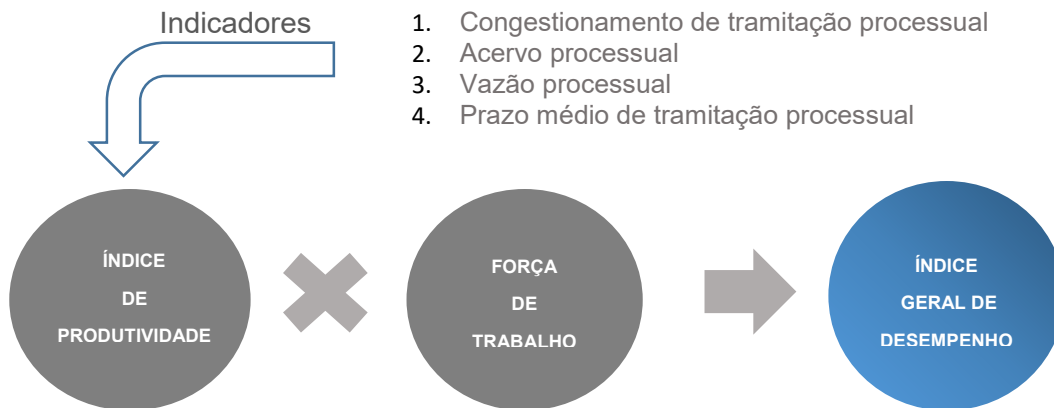 Indicadores
1. Congestionamento de tramitação processual
2. Acervo processual
3. Vazão processual
4. Prazo médio de tramitação processual
ÍNDICE
DE
PRODUTIVIDADE
FORÇA
DE
TRABALHO
ÍNDICE
GERAL DE
DESEMPENHO